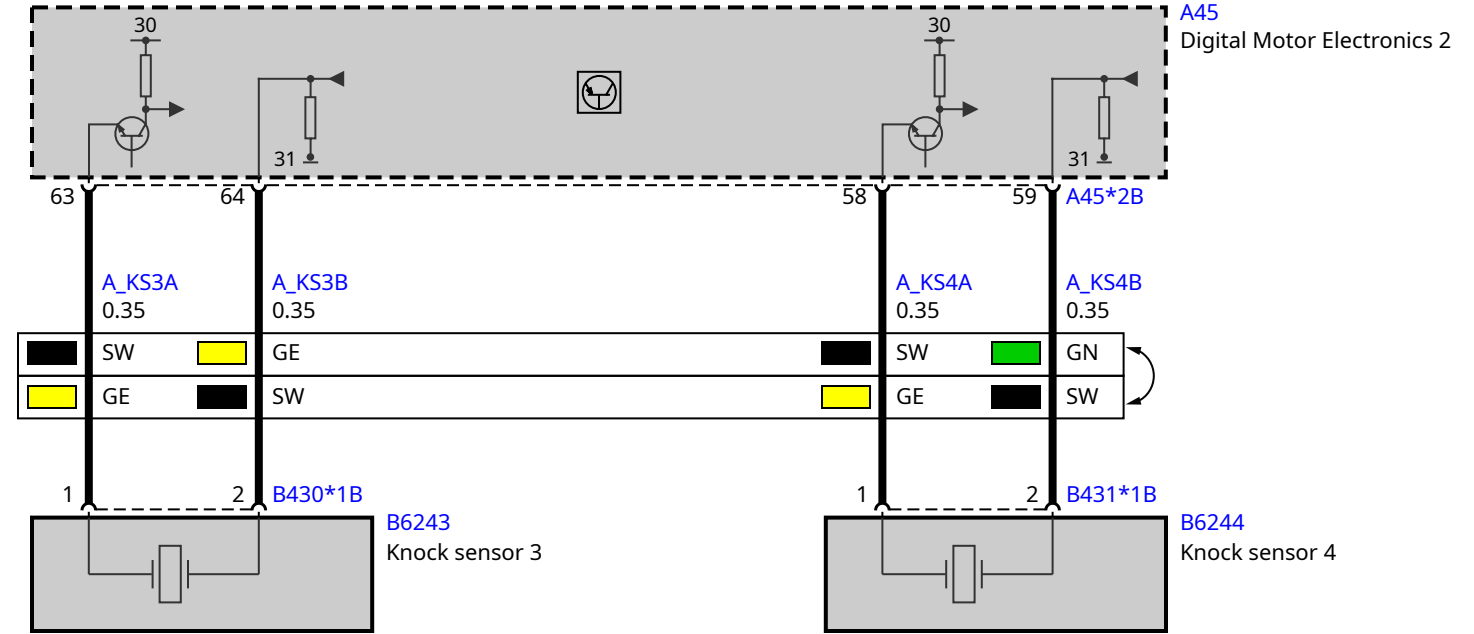 30
30
A45
Digital Motor Electronics 2
31
31
63
64
58
59
A45*2B
A_KS3A
A_KS3B
A_KS4A
A_KS4B
0.35
0.35
0.35
0.35
SW
GE
SW
GN
GE
SW
GE
SW
1
2
B430*1B
1
2
B431*1B
B6243
Knock sensor 3
B6244
Knock sensor 4